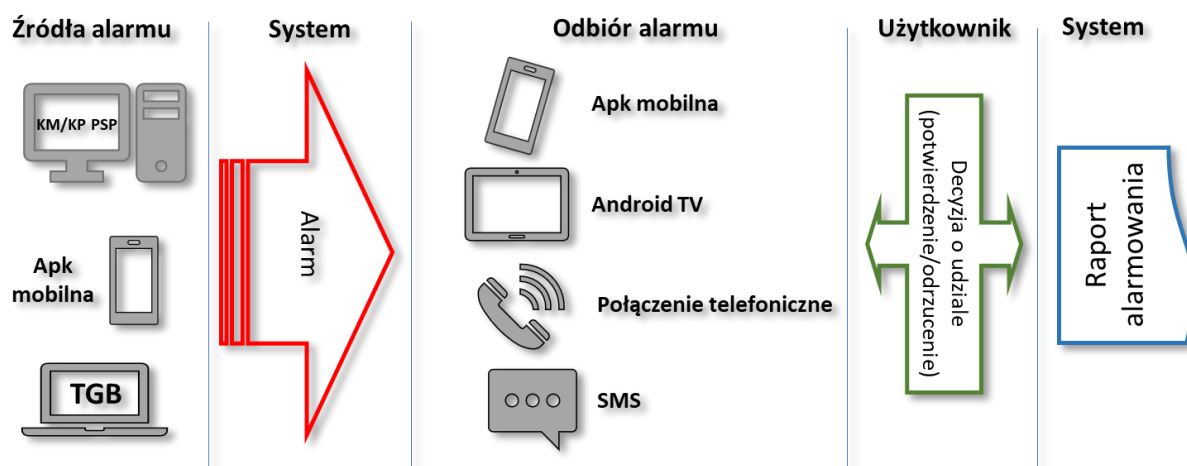 Źródła alarmu
System
Odbiór alarmu
Użytkownik
System
KM/KP PSP
Apk
mobilna
TGB
Alarm
Apk mobilna
Android TV
Połączenie telefoniczne
SMS
Decyzja o udziale
(potwierdzenie/odrzucenie)
Raport
alarmowania